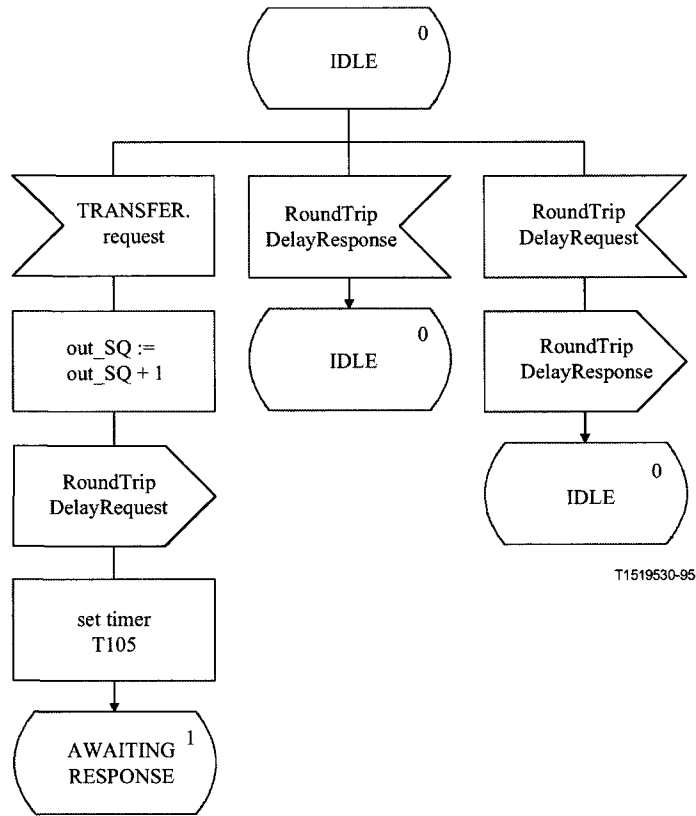 0
IDLE
TRANSFER.
request
RoundTrip
DelayResponse
RoundTrip
DelayRequest
out_SQ :=
out_SQ + 1
0
IDLE
RoundTrip
DelayResponse
RoundTrip
DelayRequest
0
IDLE
T1519530-95
set timer
T105
1
AWAITING
RESPONSE